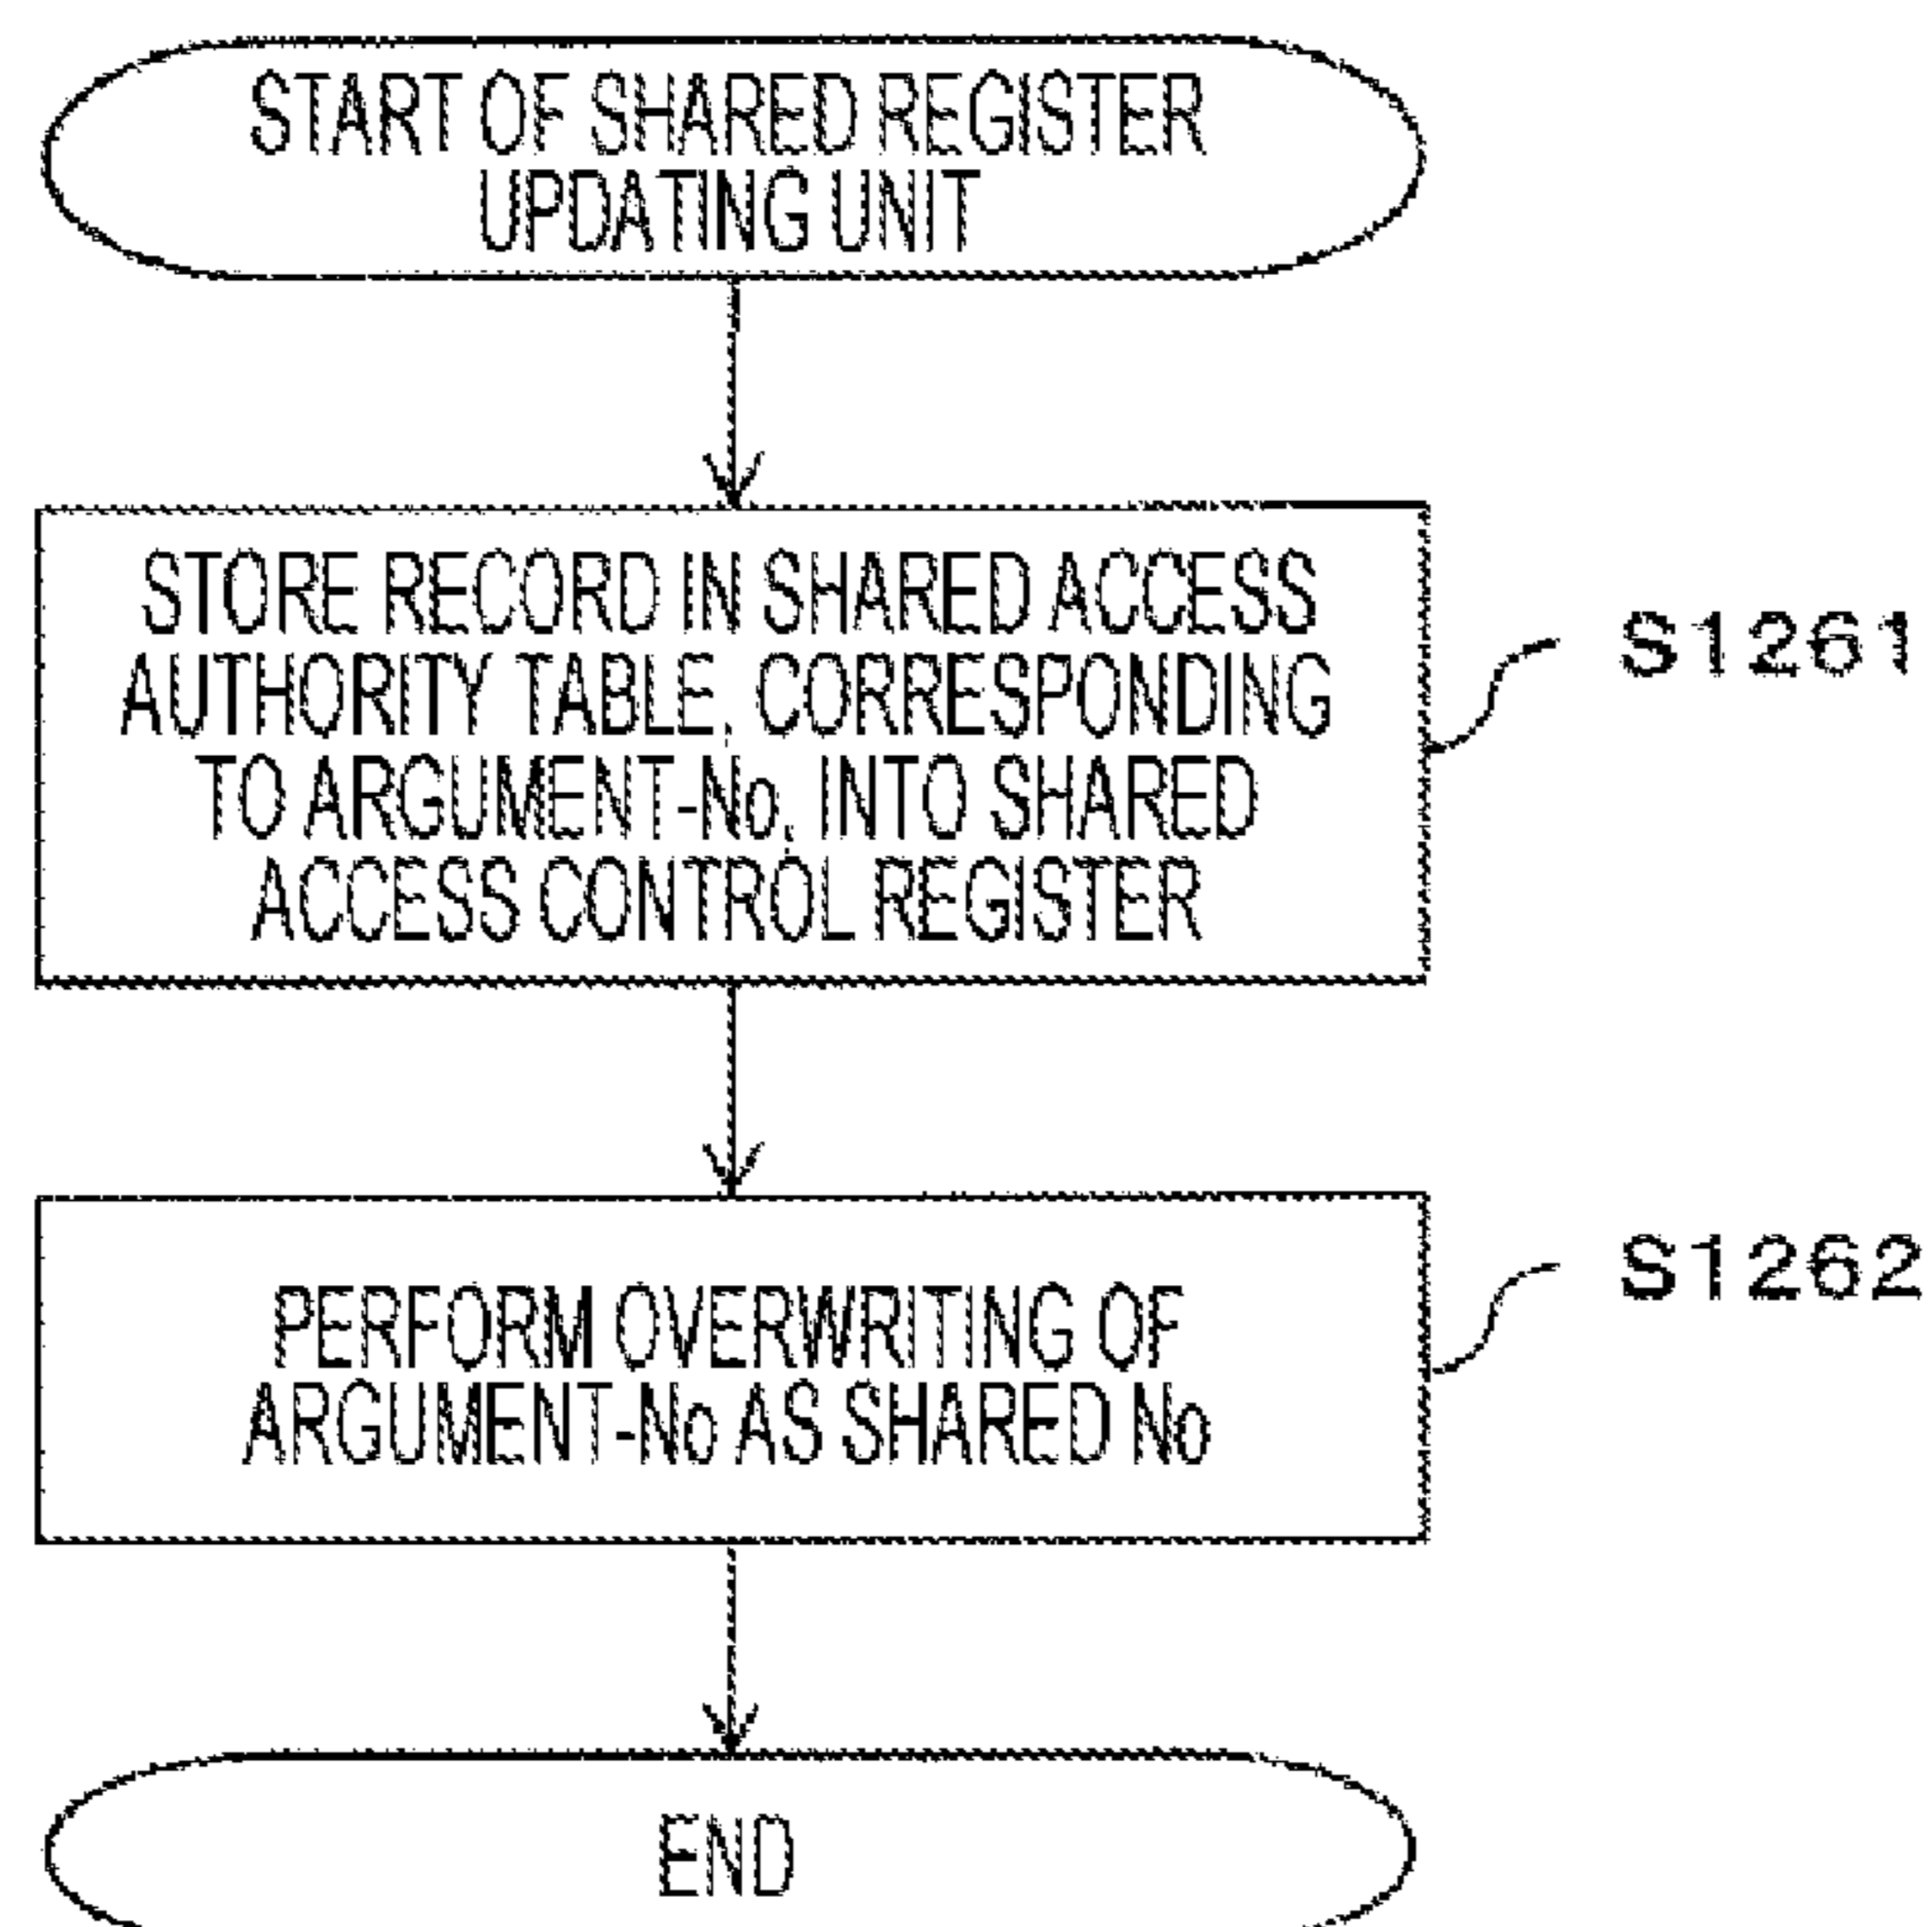 START OF SHARED REGISTER
UPDATING UNIT
STORE RECORD IN SHARED ACCESS
AUTHORITY TABLE, CORRESPONDING
TO ARGUMENT-No, INTO SHARED
ACCESS CONTROL REGISTER
S1261
PERFORM OVERWRITING OF
ARGUMENT-No AS SHARED No
S1262
END